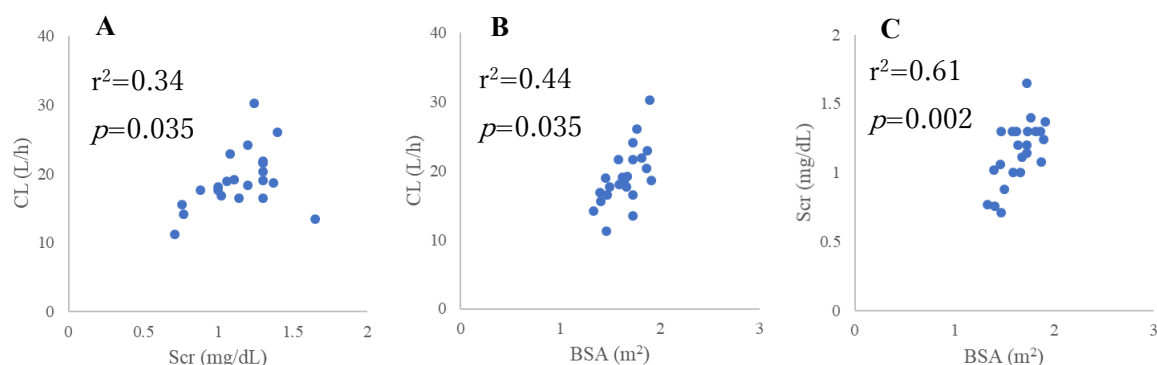 A
r²=0.34
p=0.035
CL (L/h)
40
30
20
10
0
0 0.5 1 1.5 2
Scr (mg/dL)
B
r²=0.44
p=0.035
CL (L/h)
40
30
20
10
0
0 1 2 3
BSA (m²)
C
r²=0.61
p=0.002
Scr (mg/dL)
2
1.5
1
0.5
0
0 1 2 3
BSA (m²)